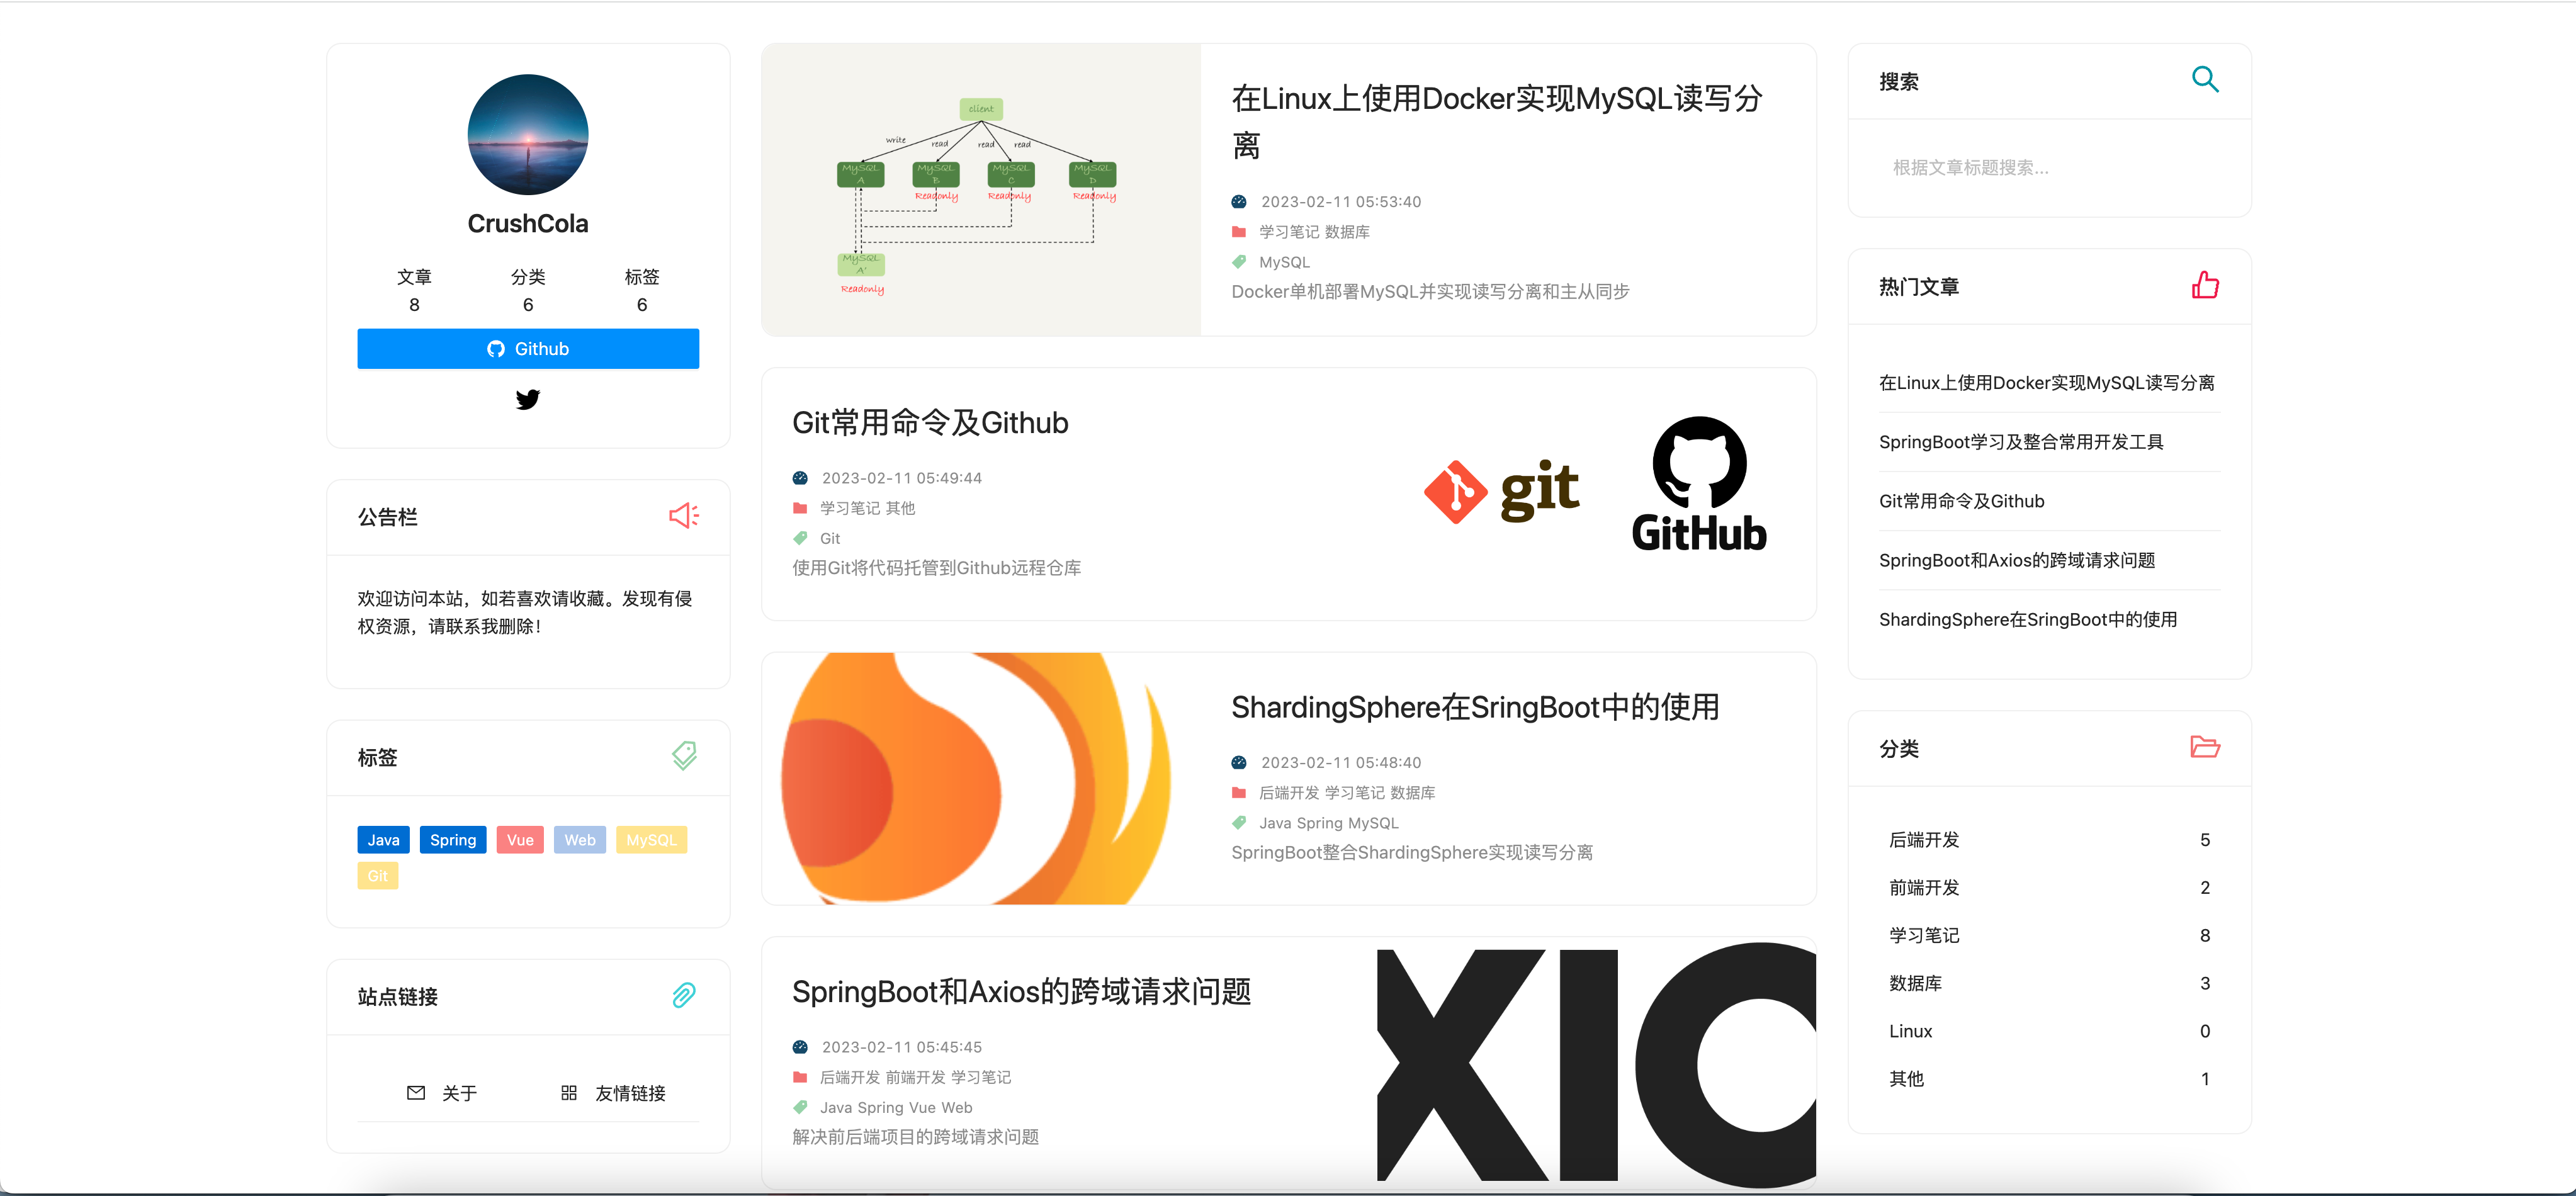 CrushCola
文章 分类 标签
8 6 6
Github
公告栏
欢迎访问本站，如若喜欢请收藏。发现有侵
权资源，请联系我删除！
标签
Java Spring Vue Web MySQL
Git
站点链接
关于 友情链接
client
write read read read
MySQL A MySQL B MySQL C MySQL D
Readonly Readonly Readonly
MySQL A'
Readonly
在Linux上使用Docker实现MySQL读写分
离
2023-02-11 05:53:40
学习笔记 数据库
MySQL
Docker单机部署MySQL并实现读写分离和主从同步
Git常用命令及Github
2023-02-11 05:49:44
学习笔记 其他
Git
使用Git将代码托管到Github远程仓库
git
GitHub
ShardingSphere在SringBoot中的使用
2023-02-11 05:48:40
后端开发 学习笔记 数据库
Java Spring MySQL
SpringBoot整合ShardingSphere实现读写分离
SpringBoot和Axios的跨域请求问题
2023-02-11 05:45:45
后端开发 前端开发 学习笔记
Java Spring Vue Web
解决前后端项目的跨域请求问题
XIO
搜索
根据文章标题搜索...
热门文章
在Linux上使用Docker实现MySQL读写分离
SpringBoot学习及整合常用开发工具
Git常用命令及Github
SpringBoot和Axios的跨域请求问题
ShardingSphere在SringBoot中的使用
分类
后端开发 5
前端开发 2
学习笔记 8
数据库 3
Linux 0
其他 1